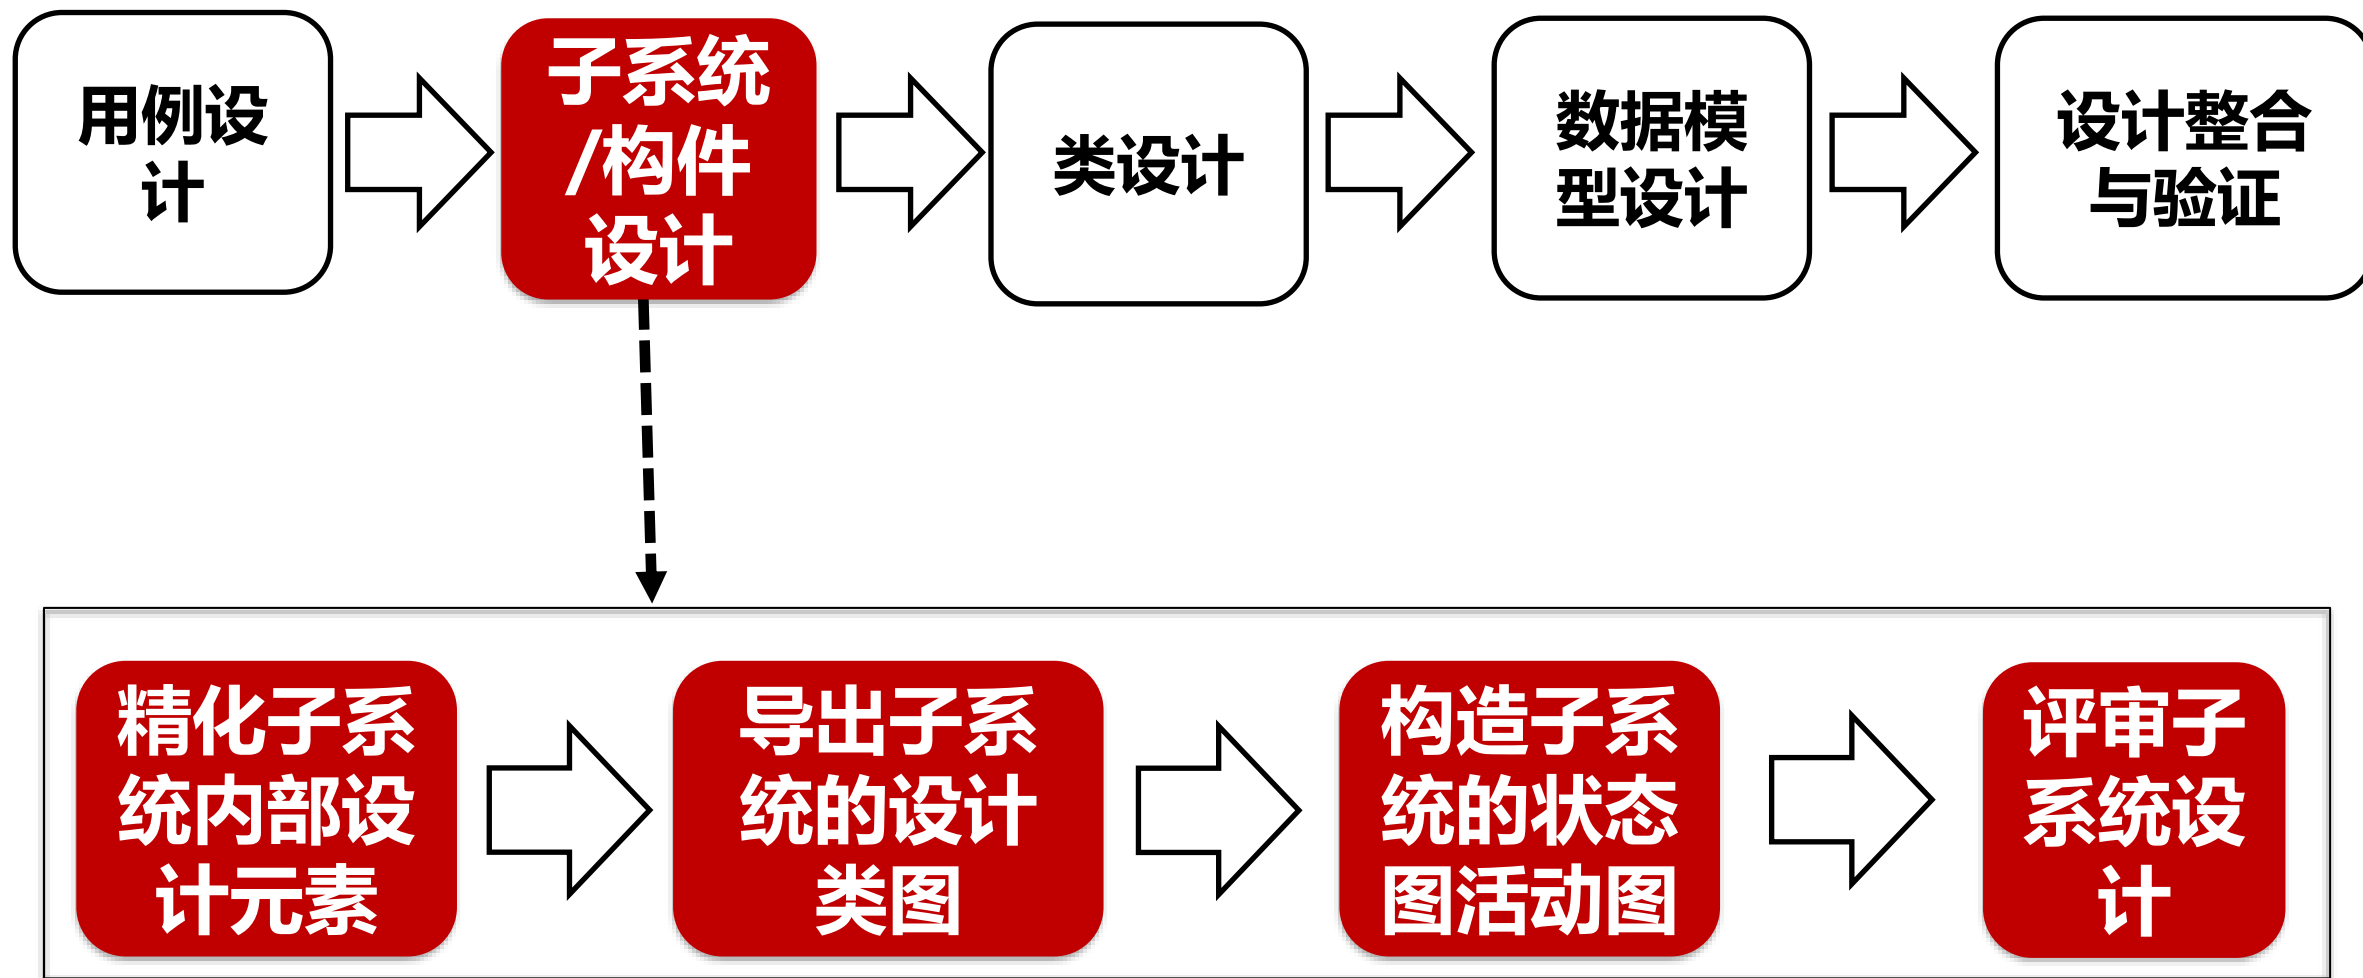 用例设
计
子系统
/构件
设计
类设计
数据模
型设计
设计整合
与验证
精化子系
统内部设
计元素
导出子系
统的设计
类图
构造子系
统的状态
图活动图
评审子
系统设
计